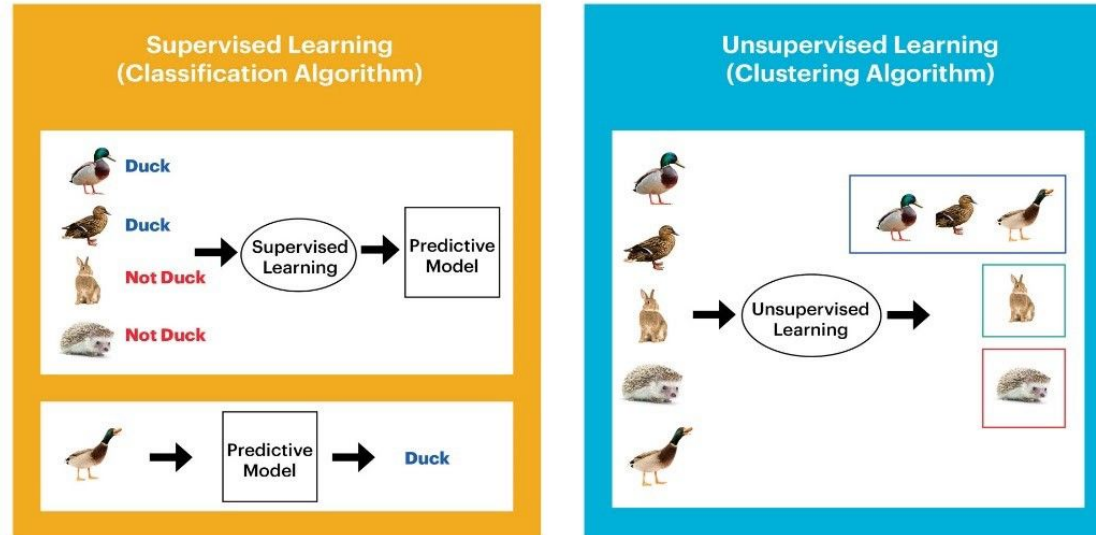 Supervised Learning
(Classification Algorithm)
Duck
Duck
Not Duck
Not Duck
Supervised
Learning
Predictive
Model
Predictive
Model
Duck
Unsupervised Learning
(Clustering Algorithm)
Unsupervised
Learning